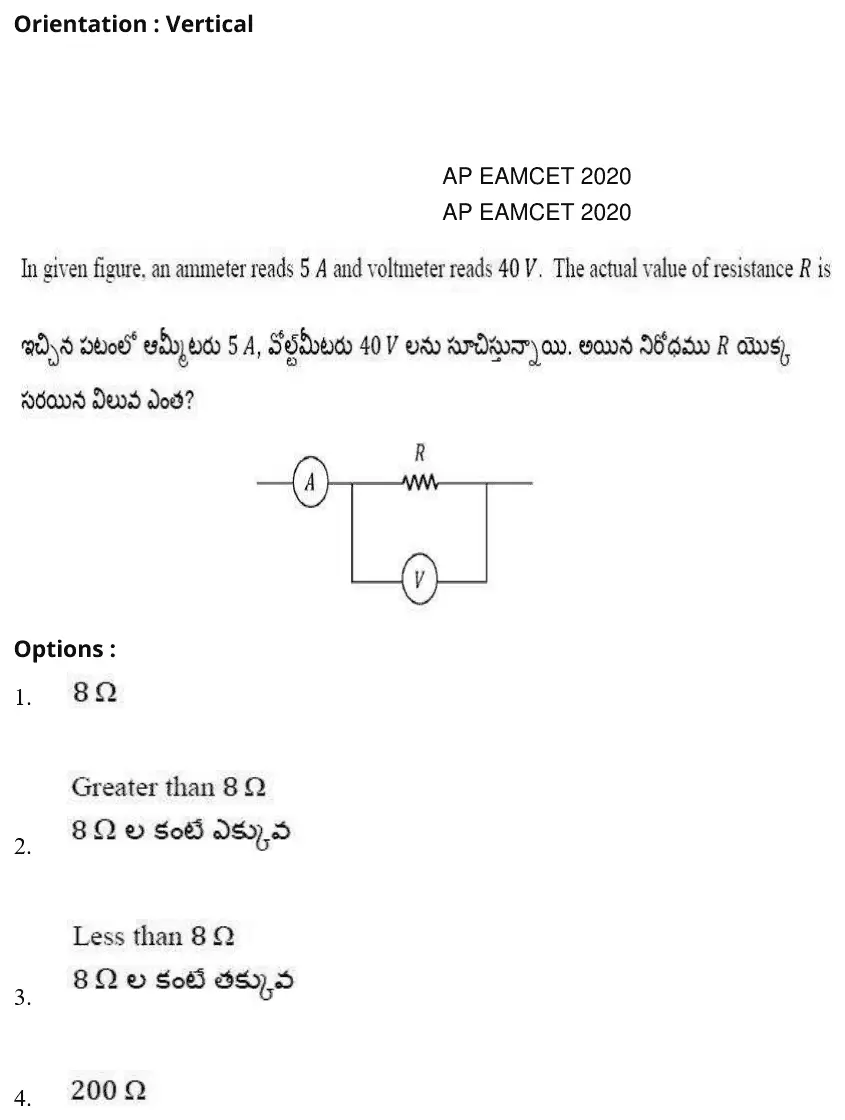 Orientation : Vertical
AP EAMCET 2020
AP EAMCET 2020
In given figure, an ammeter reads 5 A and voltmeter reads 40 V. The actual value of resistance R is
ఇచ్చిన పటంలో ఆమ్మీటరు 5 A, వోల్ట్‌మీటరు 40 V లను సూచిస్తున్నాయి. అయిన నిరోధము R యొక్క
సరయిన విలువ ఎంత?
R
A
V
Options :
1. 8 Ω
Greater than 8 Ω
8 Ω ల కంటే ఎక్కువ
2.
Less than 8 Ω
8 Ω ల కంటే తక్కువ
3.
4. 200 Ω